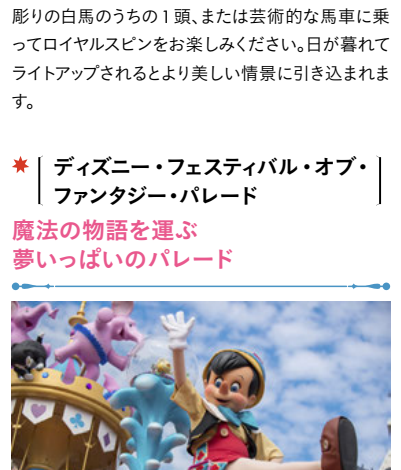 彫りの白馬のうちの1頭、または芸術的な馬車に乗
ってロイヤルスピンをお楽しみください。日が暮れて
ライトアップされるとより美しい情景に引き込まれま
す。
ディズニー・フェスティバル・オブ・
ファンタジー・パレード
魔法の物語を運ぶ
夢いっぱいのパレード